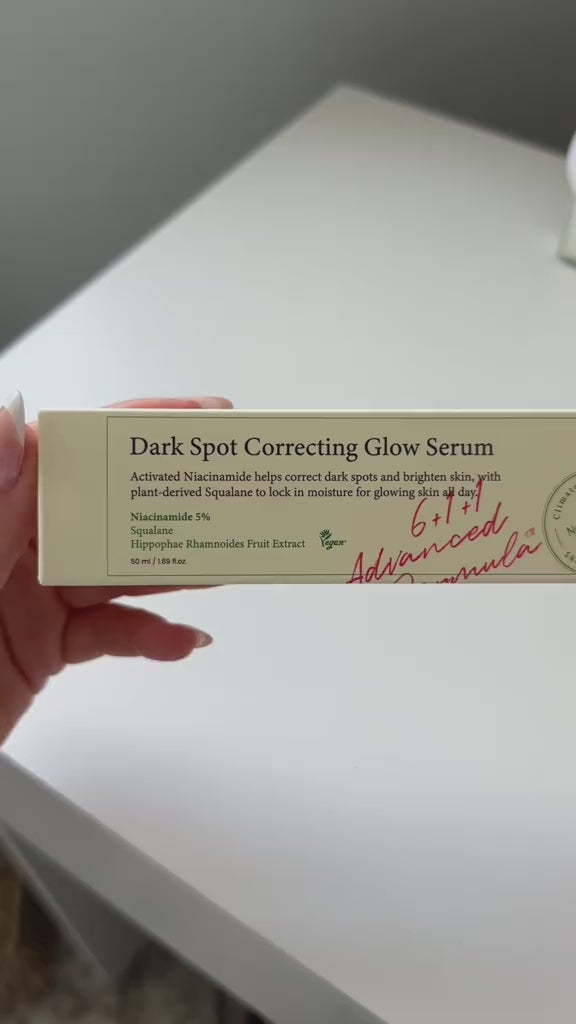 Dark Spot Correcting Glow Serum
Activated Niacinamide helps correct dark spots and brighten skin, with
plant-derived Squalane to lock in moisture for glowing skin all day.
Niacinamide 5%
Squalane
Hippophae Rhamnoides Fruit Extract
Vegan
50 ml / 1.69 fl.oz.
6+1+1
Advanced